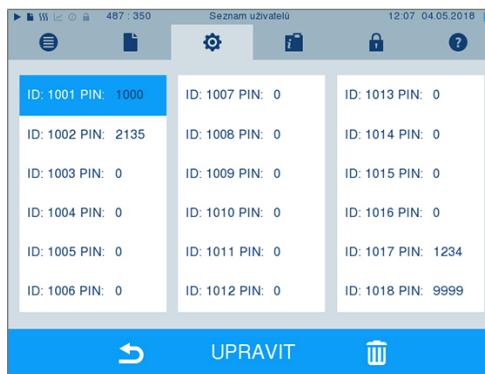 487 : 350 Seznam uživatelů 12:07 04.05.2018
ID: 1001 PIN: 1000
ID: 1002 PIN: 2135
ID: 1003 PIN: 0
ID: 1004 PIN: 0
ID: 1005 PIN: 0
ID: 1006 PIN: 0
ID: 1007 PIN: 0
ID: 1008 PIN: 0
ID: 1009 PIN: 0
ID: 1010 PIN: 0
ID: 1011 PIN: 0
ID: 1012 PIN: 0
ID: 1013 PIN: 0
ID: 1014 PIN: 0
ID: 1015 PIN: 0
ID: 1016 PIN: 0
ID: 1017 PIN: 1234
ID: 1018 PIN: 9999
UPRAVIT